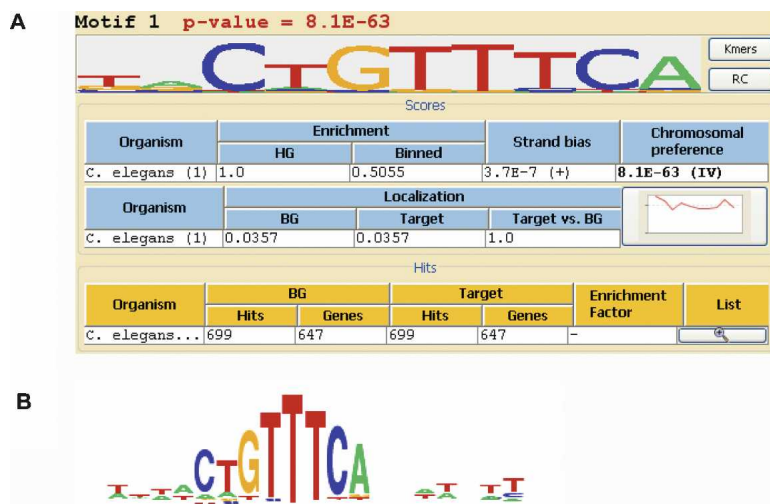 A
Motif 1 p-value = 8.1E-63
TACTGTTTCA
Kmers
RC
Scores
Organism Enrichment Strand bias Chromosomal preference
HG Binned
C. elegans (1) 1.0 0.5055 3.7E-7 (+) 8.1E-63 (IV)
Organism Localization
BG Target Target vs. BG
C. elegans (1) 0.0357 0.0357 1.0
Hits
Organism BG Target Enrichment Factor List
Hits Genes Hits Genes
C. elegans... 699 647 699 647 -
B
CTGTTTCA